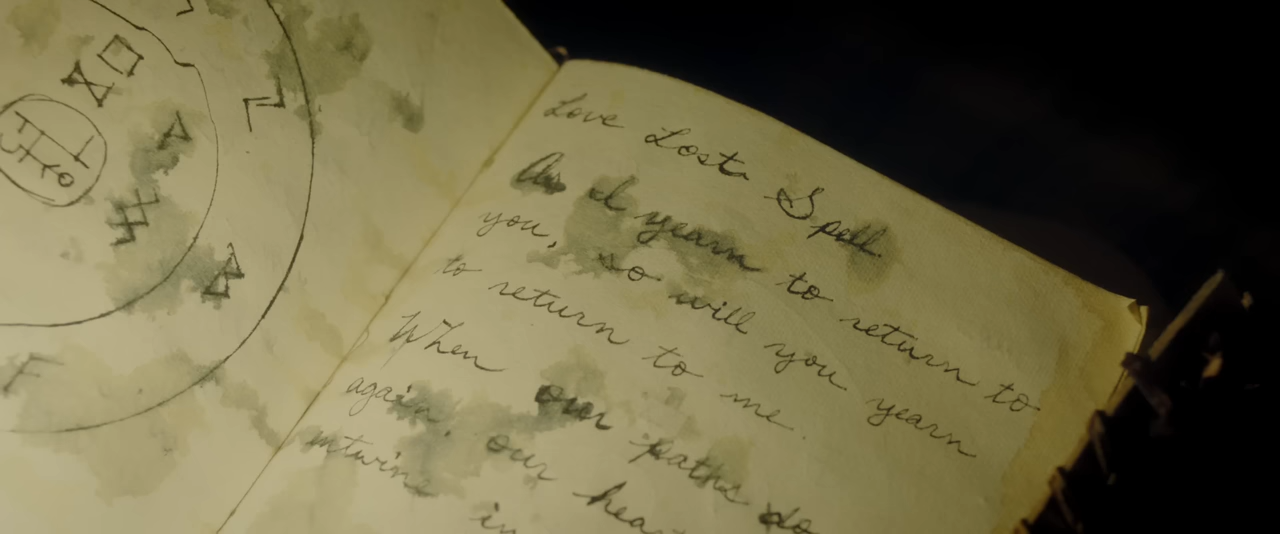 Love Lost Spell
As I yearn to return to
you, so will you yearn
to return to me.
When our paths do
again, our
entwine in
F